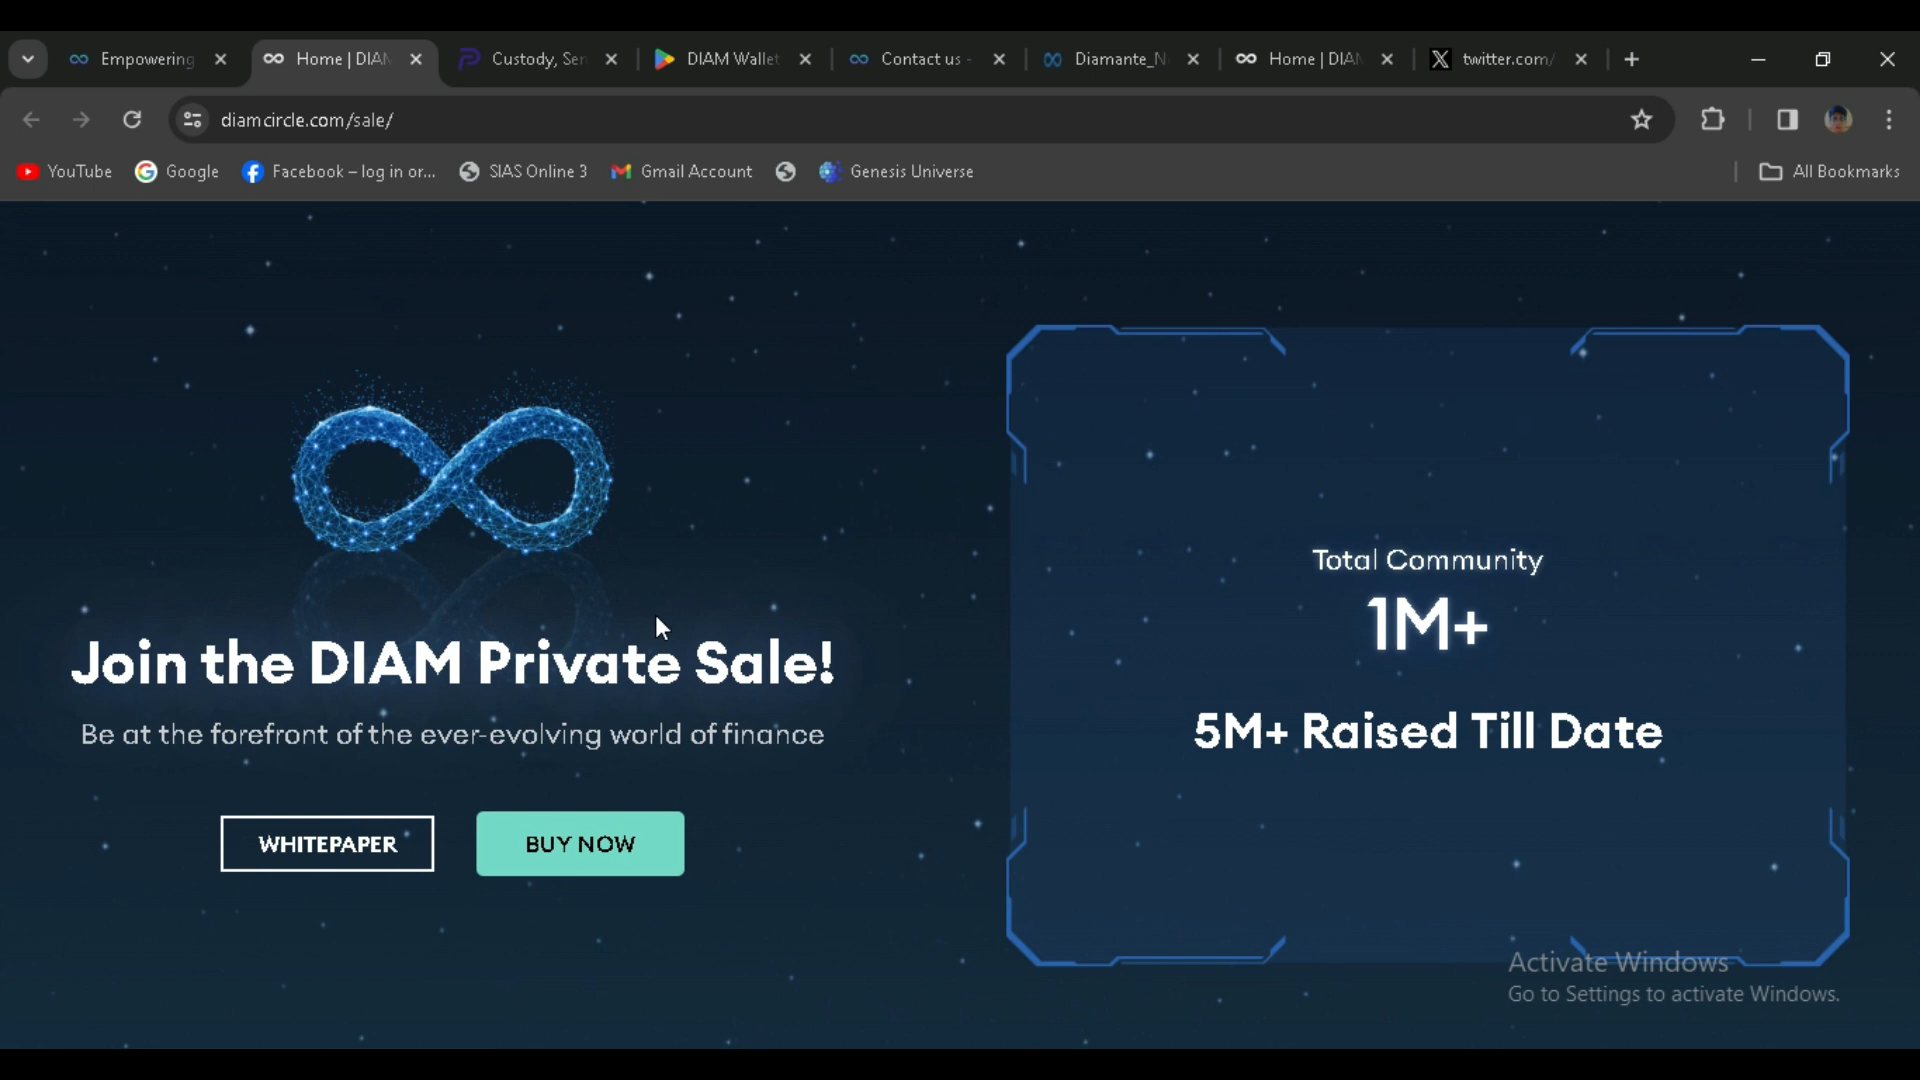 Empowering
Home | DIAM
Custody, Ser
DIAM Wallet
Contact us -
Diamante_N
Home | DIAM
twitter.com/
diamcircle.com/sale/
YouTube
Google
Facebook – log in or...
SIAS Online 3
Gmail Account
Genesis Universe
All Bookmarks
Join the DIAM Private Sale!
Be at the forefront of the ever-evolving world of finance
WHITEPAPER
BUY NOW
Total Community
1M+
5M+ Raised Till Date
Activate Windows
Go to Settings to activate Windows.